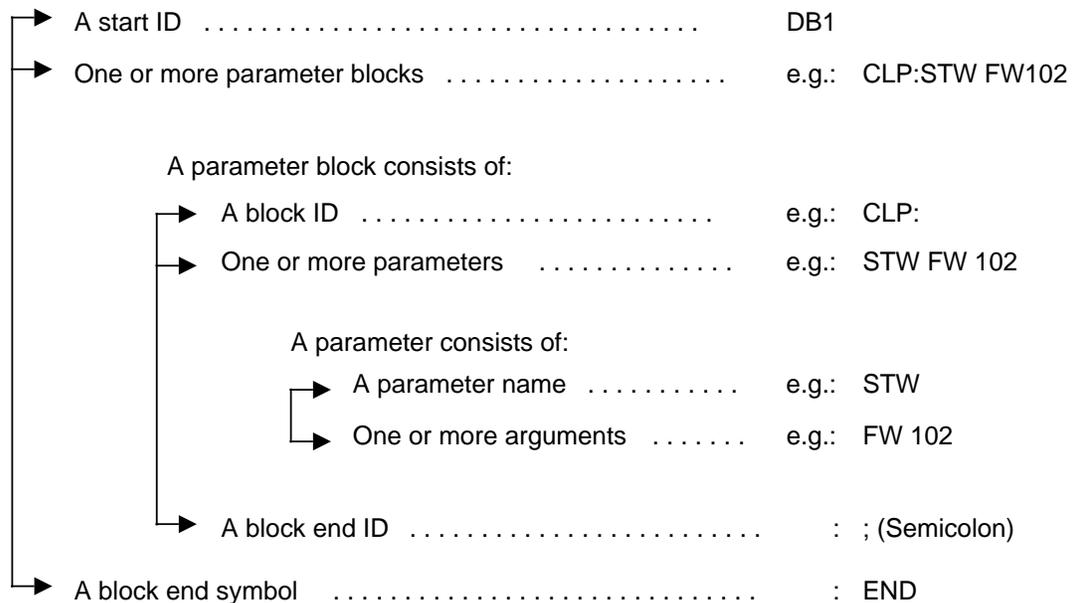 A start ID . . . . . . . . . . . . . . . . . . . . . . . . . . . . . . . . . . . DB1
One or more parameter blocks . . . . . . . . . . . . . . . . . . . . e.g.: CLP:STW FW102
A parameter block consists of:
A block ID . . . . . . . . . . . . . . . . . . . . . . . . . e.g.: CLP:
One or more parameters . . . . . . . . . . . . . . e.g.: STW FW 102
A parameter consists of:
A parameter name . . . . . . . . . . . e.g.: STW
One or more arguments . . . . . . . e.g.: FW 102
A block end ID . . . . . . . . . . . . . . . . . . . . . . . . . : ; (Semicolon)
A block end symbol . . . . . . . . . . . . . . . . . . . . . . . . . . . . . . : END